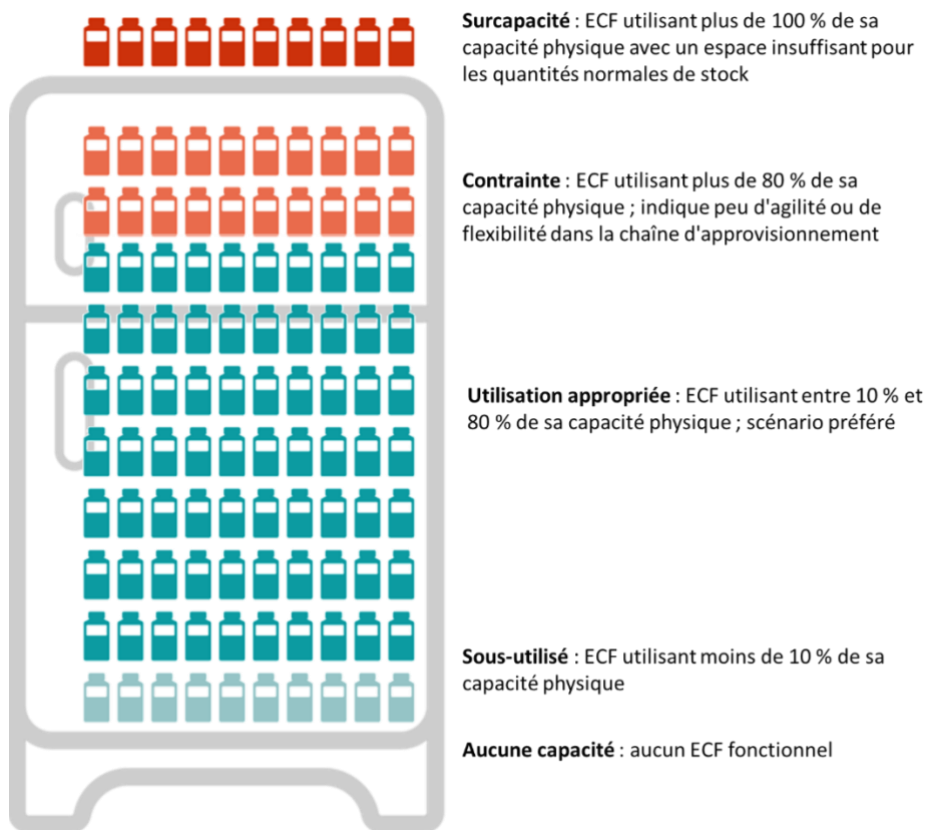 Surcapacité : ECF utilisant plus de 100 % de sa
capacité physique avec un espace insuffisant pour
les quantités normales de stock
Contrainte : ECF utilisant plus de 80 % de sa
capacité physique ; indique peu d'agilité ou de
flexibilité dans la chaîne d'approvisionnement
Utilisation appropriée : ECF utilisant entre 10 % et
80 % de sa capacité physique ; scénario préféré
Sous-utilisé : ECF utilisant moins de 10 % de sa
capacité physique
Aucune capacité : aucun ECF fonctionnel